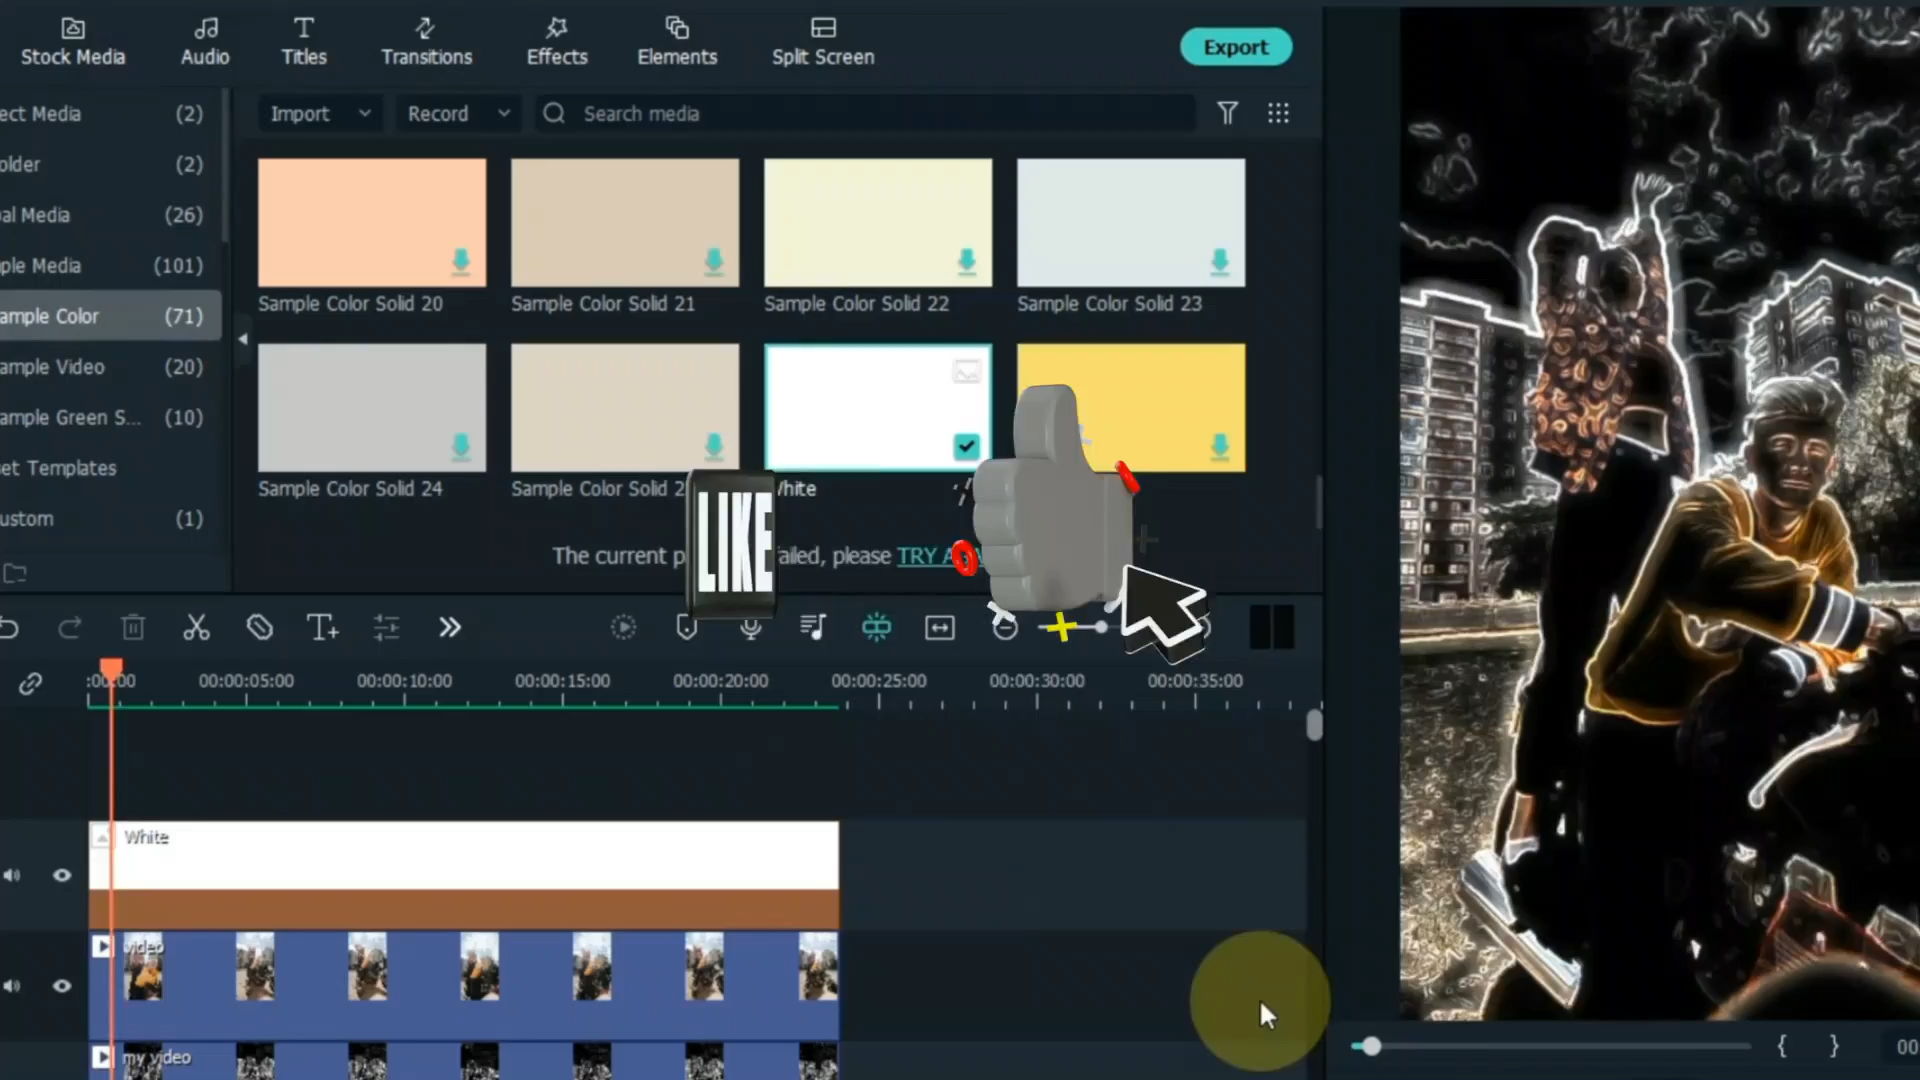 Stock Media
Audio
Titles
Transitions
Effects
Elements
Split Screen
Export
ect Media (2)
older (2)
al Media (26)
ple Media (101)
ample Color (71)
ample Video (20)
ample Green S... (10)
et Templates
ustom (1)
Import
Record
Search media
Sample Color Solid 20
Sample Color Solid 21
Sample Color Solid 22
Sample Color Solid 23
Sample Color Solid 24
Sample Color Solid 2
hite
The current p
ailed, please TRY A
LIKE
:00:00
00:00:05:00
00:00:10:00
00:00:15:00
00:00:20:00
00:00:25:00
00:00:30:00
00:00:35:00
White
video
my video
{ }
00